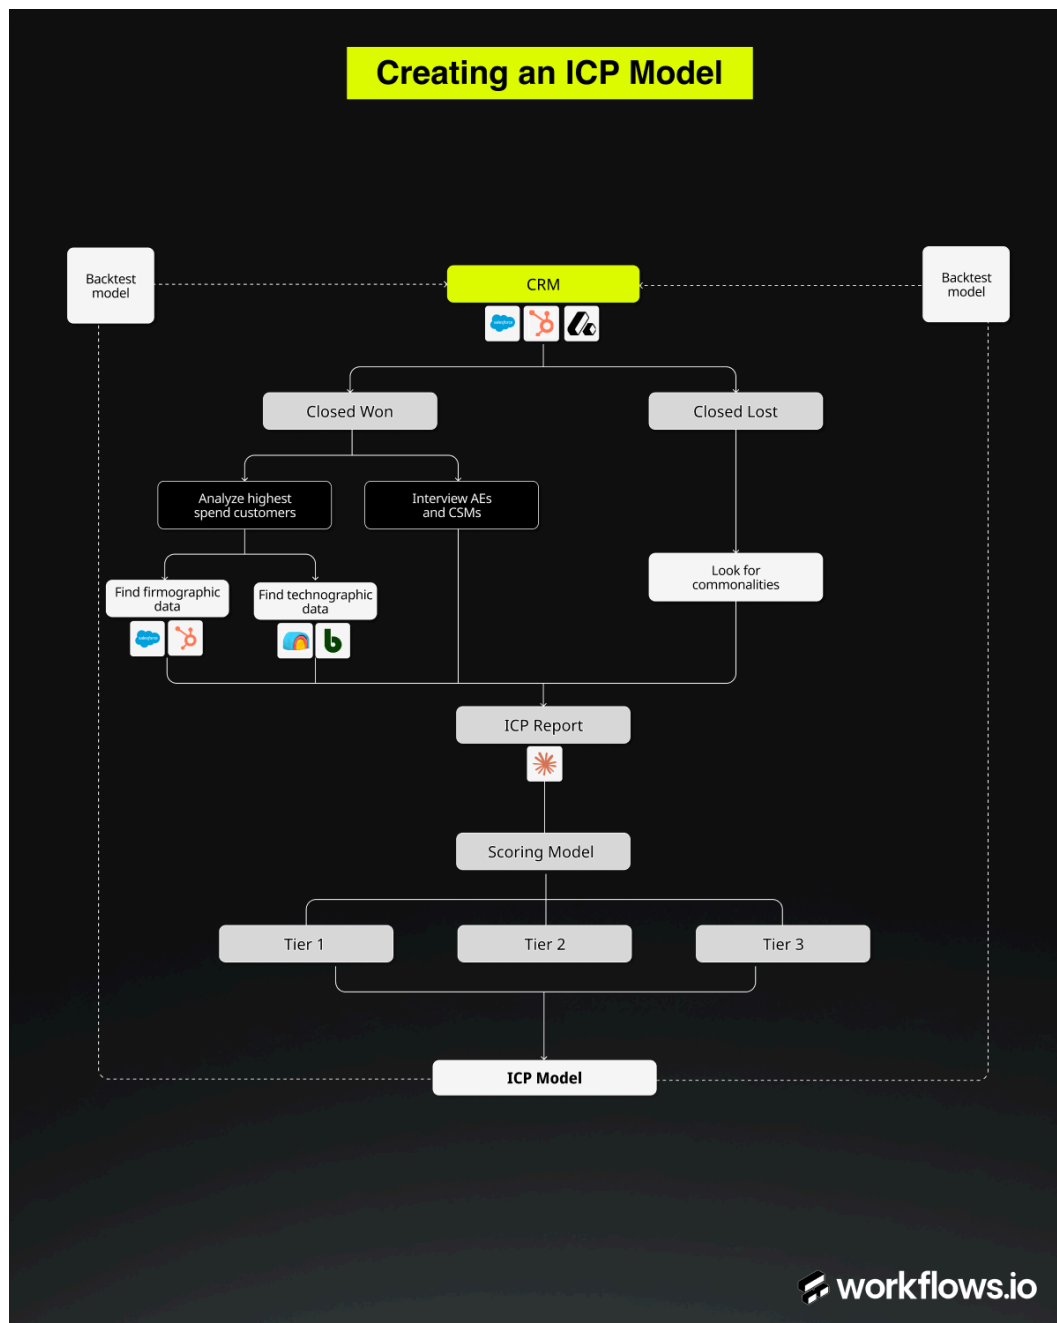 Creating an ICP Model
Backtest
model
CRM
Backtest
model
salesforce
Closed Won
Closed Lost
Analyze highest
spend customers
Interview AEs
and CSMs
Look for
commonalities
Find firmographic
data
Find technographic
data
salesforce
b
ICP Report
Scoring Model
Tier 1
Tier 2
Tier 3
ICP Model
workflows.io